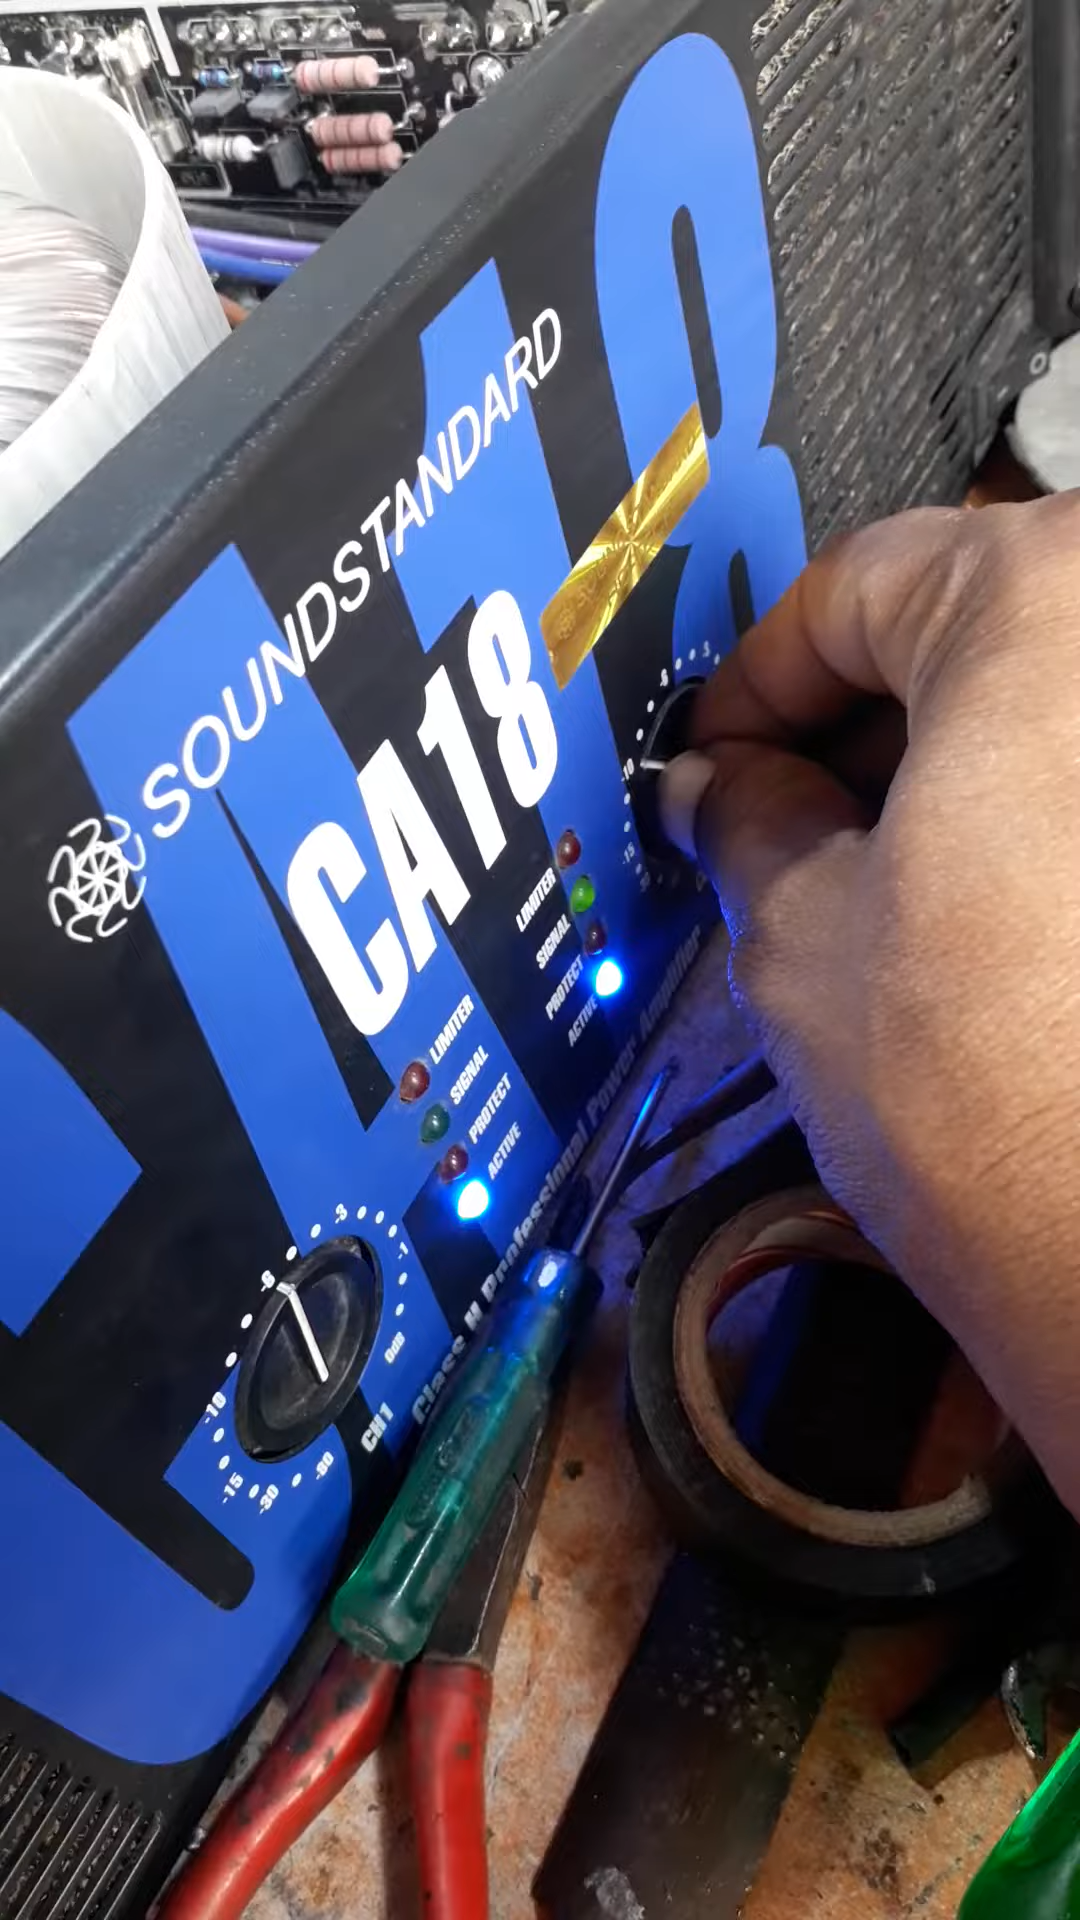 SOUNDSTANDARD
CA18
LIMITER
SIGNAL
PROTECT
ACTIVE
LIMITER
SIGNAL
PROTECT
ACTIVE
-3
-6
-10
-15
-30
-80
-1
0dB
CH1
-10
-15
Class H Professional Power Amplifier